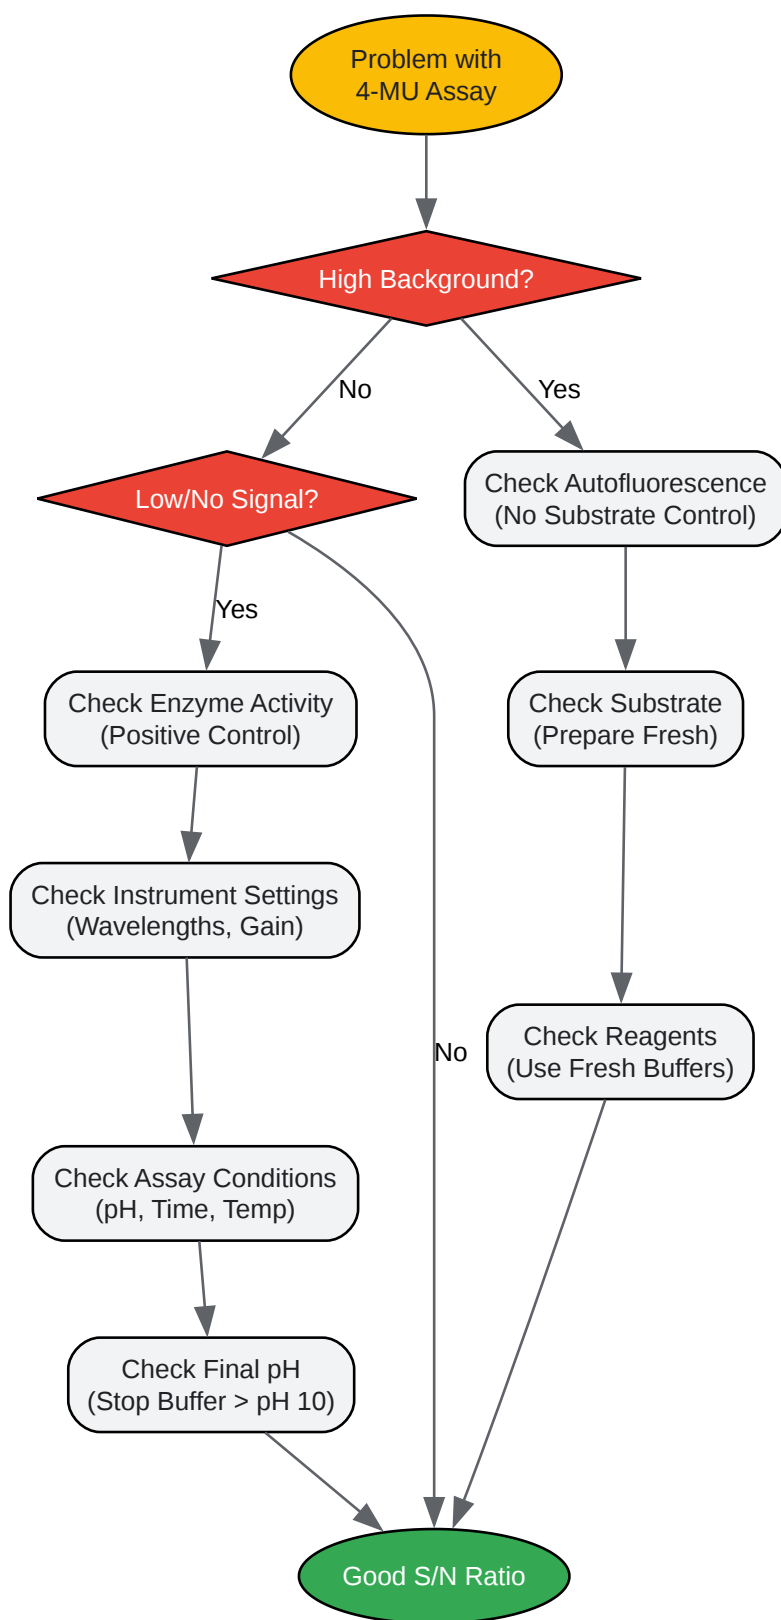 Problem with
4-MU Assay
High Background?
No
Yes
Low/No Signal?
Check Autofluorescence
(No Substrate Control)
Yes
Check Enzyme Activity
(Positive Control)
Check Substrate
(Prepare Fresh)
Check Instrument Settings
(Wavelengths, Gain)
No
Check Reagents
(Use Fresh Buffers)
Check Assay Conditions
(pH, Time, Temp)
Check Final pH
(Stop Buffer > pH 10)
Good S/N Ratio